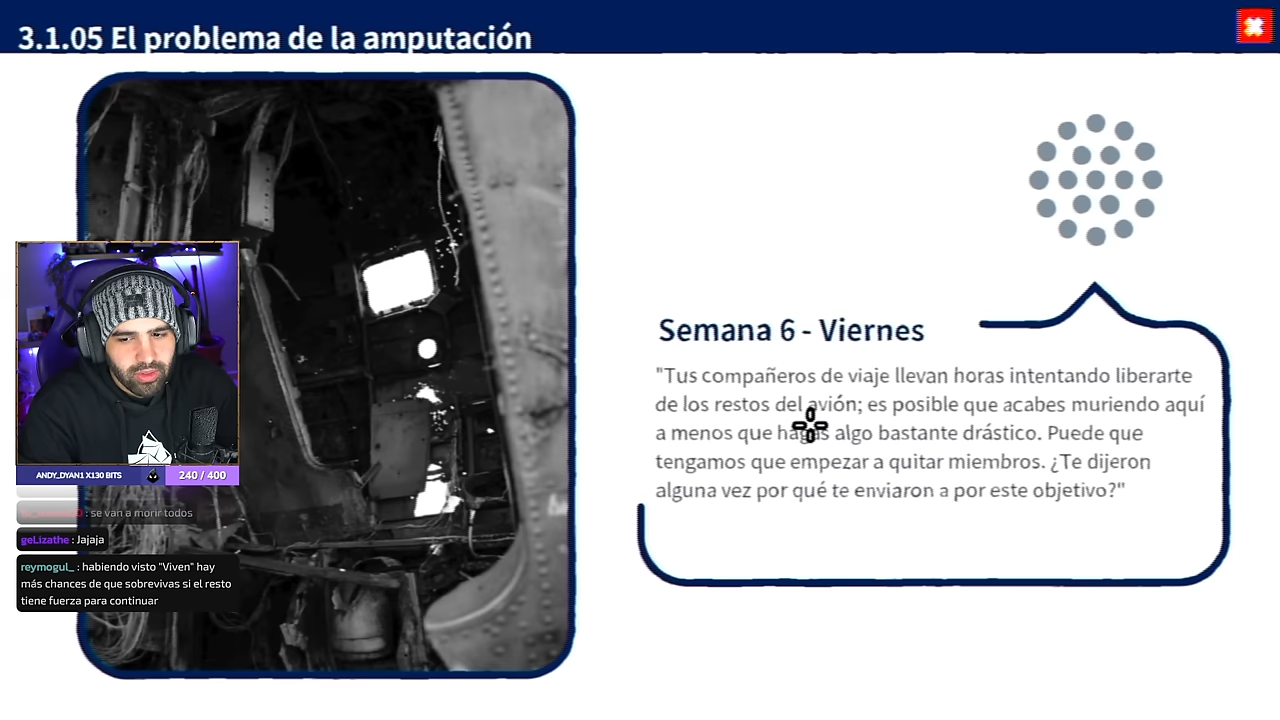 3.1.05 El problema de la amputación
Semana 6 - Viernes
"Tus compañeros de viaje llevan horas intentando liberarte
de los restos del avión; es posible que acabes muriendo aquí
a menos que hagas algo bastante drástico. Puede que
tengamos que empezar a quitar miembros. ¿Te dijeron
alguna vez por qué te enviaron a por este objetivo?"
ANDY_DYAN1 X130 BITS
240 / 400
: se van a morir todos
geLizathe : Jajaja
reymogul_ : habiendo visto "Viven" hay
más chances de que sobrevivas si el resto
tiene fuerza para continuar